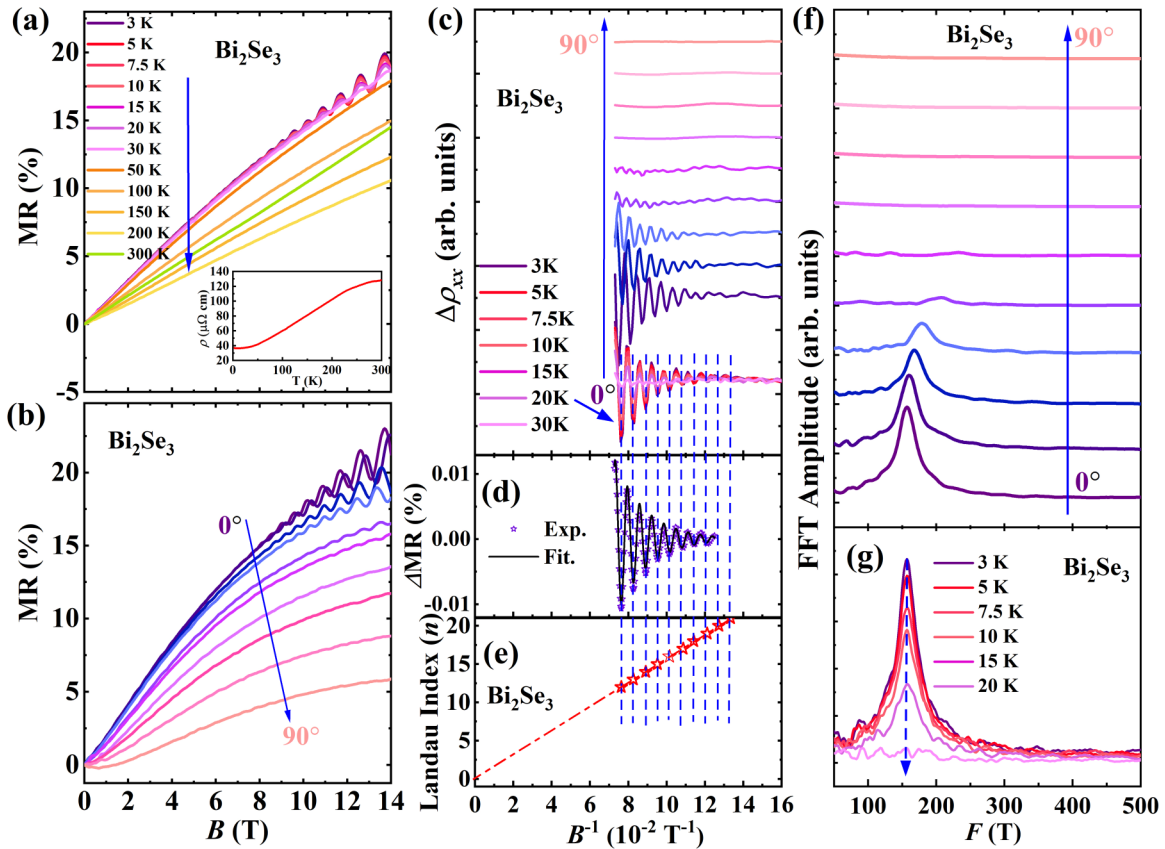 (a)
20
15
10
5
0
−5
MR (%)
3 K
5 K
7.5 K
10 K
15 K
20 K
30 K
50 K
100 K
150 K
200 K
300 K
Bi₂Se₃
140
120
100
80
60
40
20
ρ (μΩ cm)
0 100 200 300
T (K)
(b)
Bi₂Se₃
25
20
15
10
5
0
MR (%)
0°
90°
0 2 4 6 8 10 12 14
B (T)
(c)
90°
Bi₂Se₃
Δρxx (arb. units)
3K
5K
7.5K
10K
15K
20K
30K
0°
(d)
0.01
0.00
-0.01
ΔMR (%)
Exp.
Fit.
(e)
20
15
10
5
0
Landau Index (n)
Bi₂Se₃
0 2 4 6 8 10 12 14 16
B⁻¹ (10⁻² T⁻¹)
(f)
Bi₂Se₃
90°
0°
FFT Amplitude (arb. units)
(g)
3 K
5 K
7.5 K
10 K
15 K
20 K
Bi₂Se₃
100 200 300 400 500
F (T)